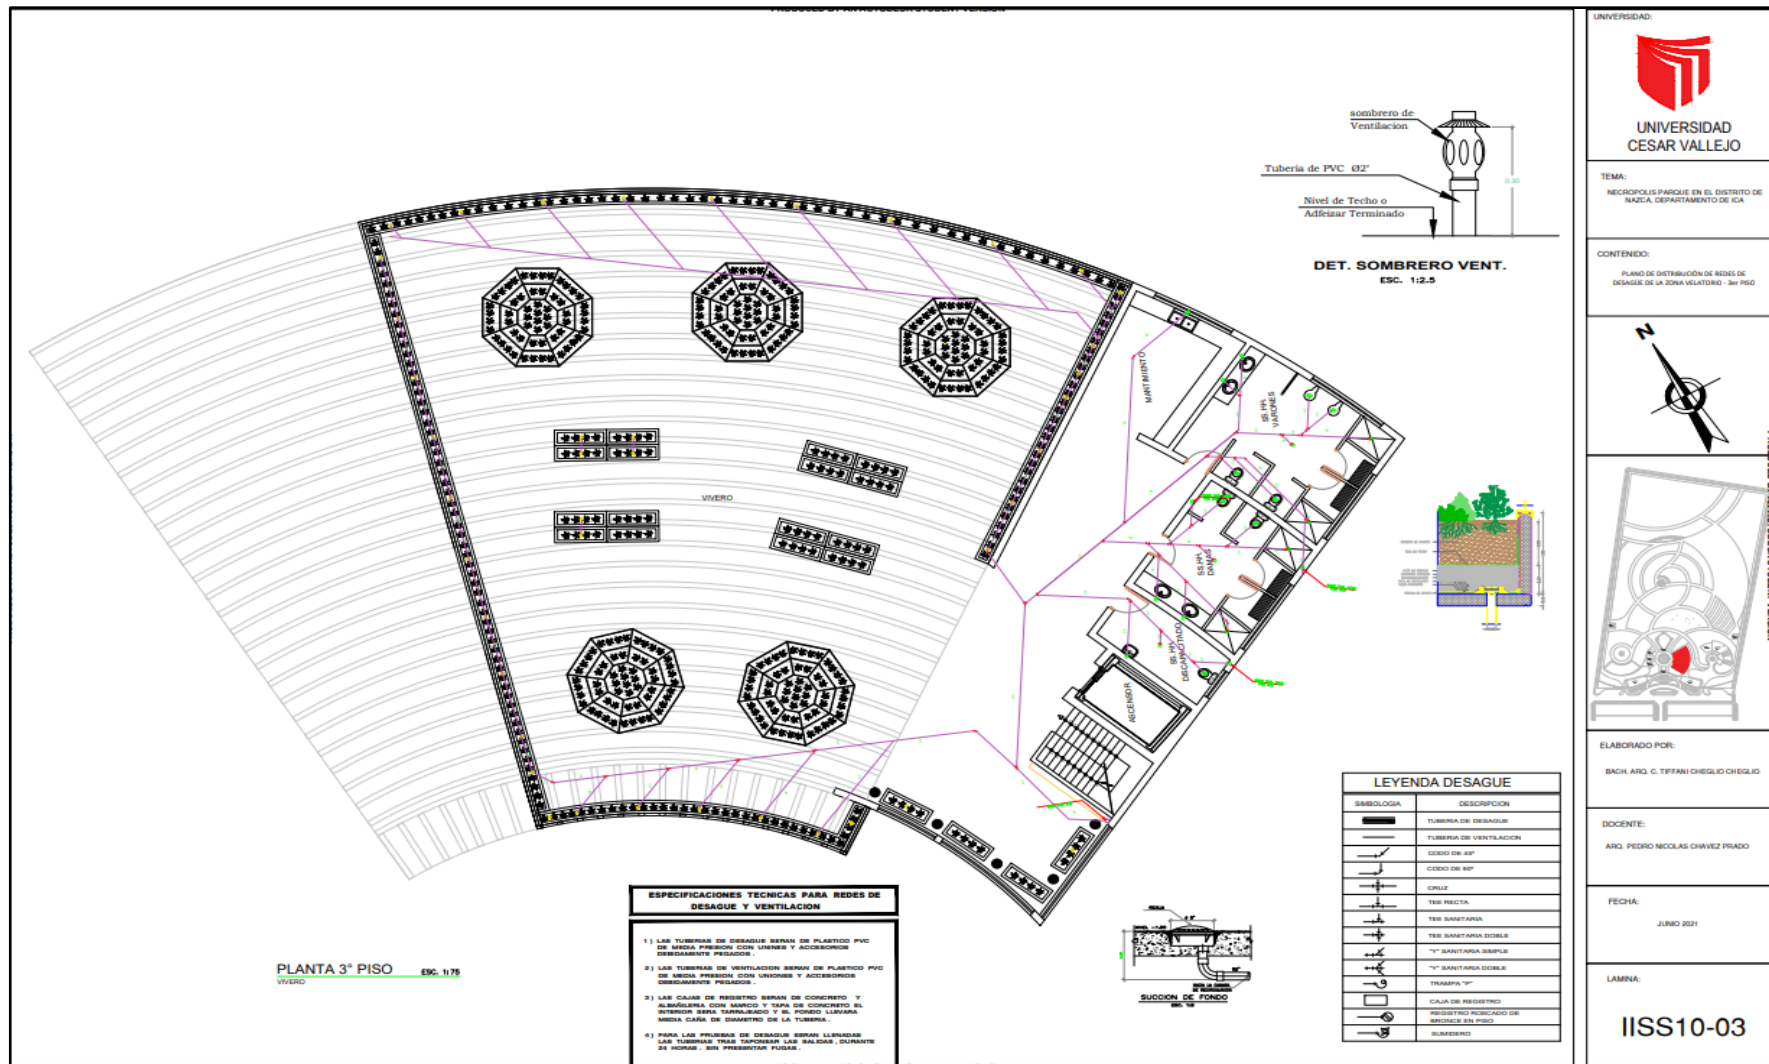 PRODUCED BY AN AUTODESK STUDENT VERSION
UNIVERSIDAD:
UNIVERSIDAD
CESAR VALLEJO
TEMA:
NECROPOLIS PARQUE EN EL DISTRITO DE
NAZCA, DEPARTAMENTO DE ICA
CONTENIDO:
PLANO DE DISTRIBUCIÓN DE REDES DE
DESAGÜE DE LA ZONA VELATORIO - 3er PISO
N
ELABORADO POR:
BACH. ARQ. C. TIFFANI CHEGLIO CHEGLIO
DOCENTE:
ARQ. PEDRO NICOLAS CHAVEZ PRADO
FECHA:
JUNIO 2021
LAMINA:
IISS10-03
sombrero de
Ventilacion
Tuberia de PVC Ø2"
Nivel de Techo o
Adfeizar Terminado
0.30
DET. SOMBRERO VENT.
ESC. 1:2.5
MANTIMIENTO
SS.HH.
VARONES
SS.HH.
DAMAS
SS.HH.
DISCAPACITADO
ASCENSOR
VIVERO
PLANTA 3° PISO
ESC. 1:75
VIVERO
ESPECIFICACIONES TECNICAS PARA REDES DE
DESAGUE Y VENTILACION
1) LAS TUBERIAS DE DESAGUE SERAN DE PLASTICO PVC
DE MEDIA PRESION CON UNINES Y ACCESORIOS
DEBIDAMENTE PEGADOS.
2) LAS TUBERIAS DE VENTILACION SERAN DE PLASTICO PVC
DE MEDIA PRESION CON UNIONES Y ACCESORIOS
DEBIDAMENTE PEGADOS.
3) LAS CAJAS DE REGISTRO SERAN DE CONCRETO Y
ALBAÑILERIA CON MARCO Y TAPA DE CONCRETO EL
INTERIOR SERA TARRAJEADO Y EL FONDO LLEVARA
MEDIA CAÑA DE DIAMETRO DE LA TUBERIA.
4) PARA LAS PRUEBAS DE DESAGUE SERAN LLENADAS
LAS TUBERIAS TRAS TAPONEAR LAS SALIDAS, DURANTE
24 HORAS. SIN PRESENTAR FUGAS.
SUCCION DE FONDO
LEYENDA DESAGUE
SIMBOLOGIA DESCRIPCION
TUBERIA DE DESAGUE
TUBERIA DE VENTILACION
CODO DE 45°
CODO DE 90°
CRUZ
TEE RECTA
TEE SANITARIA
TEE SANITARIA DOBLE
"Y" SANITARIA SIMPLE
"Y" SANITARIA DOBLE
TRAMPA "P"
CAJA DE REGISTRO
REGISTRO ROSCADO DE
BRONCE EN PISO
SUMIDERO